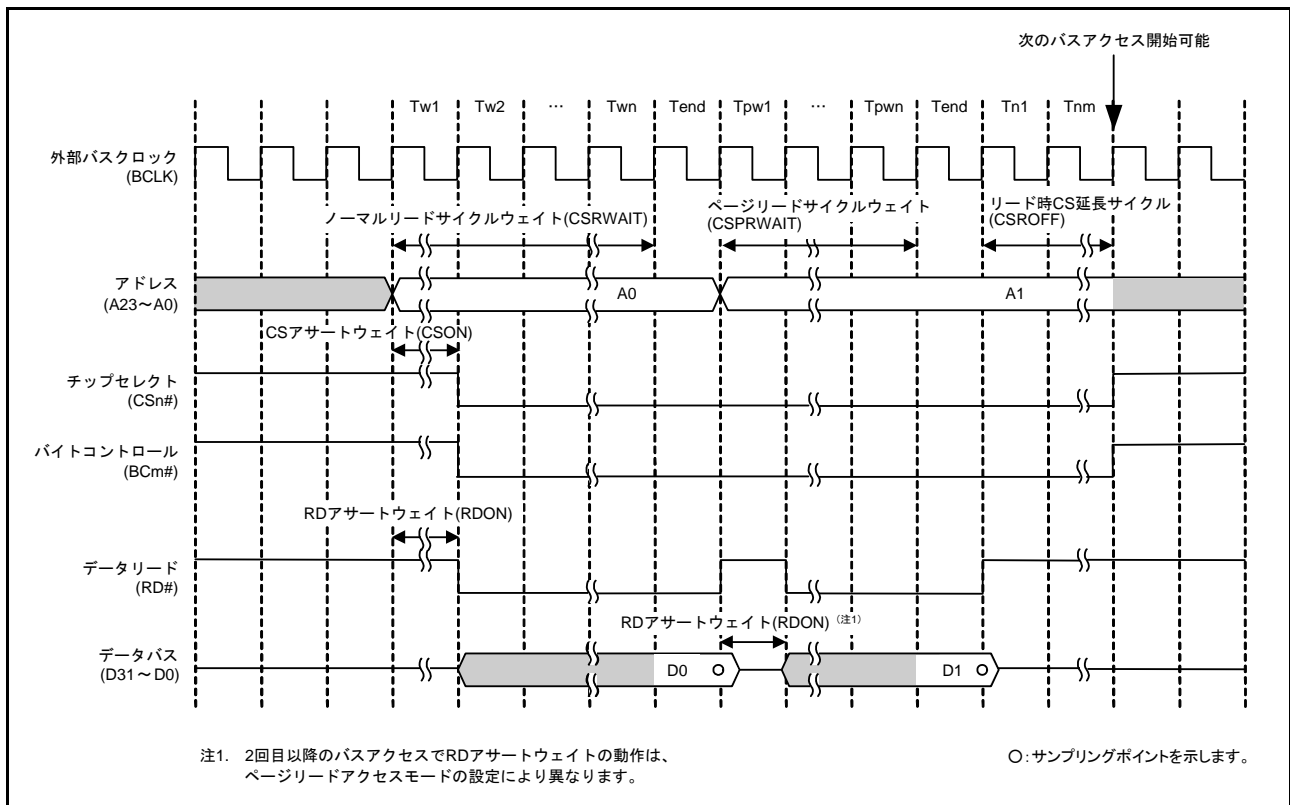 次のバスアクセス開始可能
Tw1 Tw2 … Twn Tend Tpw1 … Tpwn Tend Tn1 Tnm
外部バスクロック
(BCLK)
ノーマルリードサイクルウェイト(CSRWAIT)
ページリードサイクルウェイト
(CSPRWAIT)
リード時CS延長サイクル
(CSROFF)
アドレス
(A23～A0)
A0
A1
CSアサートウェイト(CSON)
チップセレクト
(CSn#)
バイトコントロール
(BCm#)
RDアサートウェイト(RDON)
データリード
(RD#)
RDアサートウェイト(RDON)（注1）
データバス
(D31～D0)
D0
D1
注1. 2回目以降のバスアクセスでRDアサートウェイトの動作は、
ページリードアクセスモードの設定により異なります。
○:サンプリングポイントを示します。